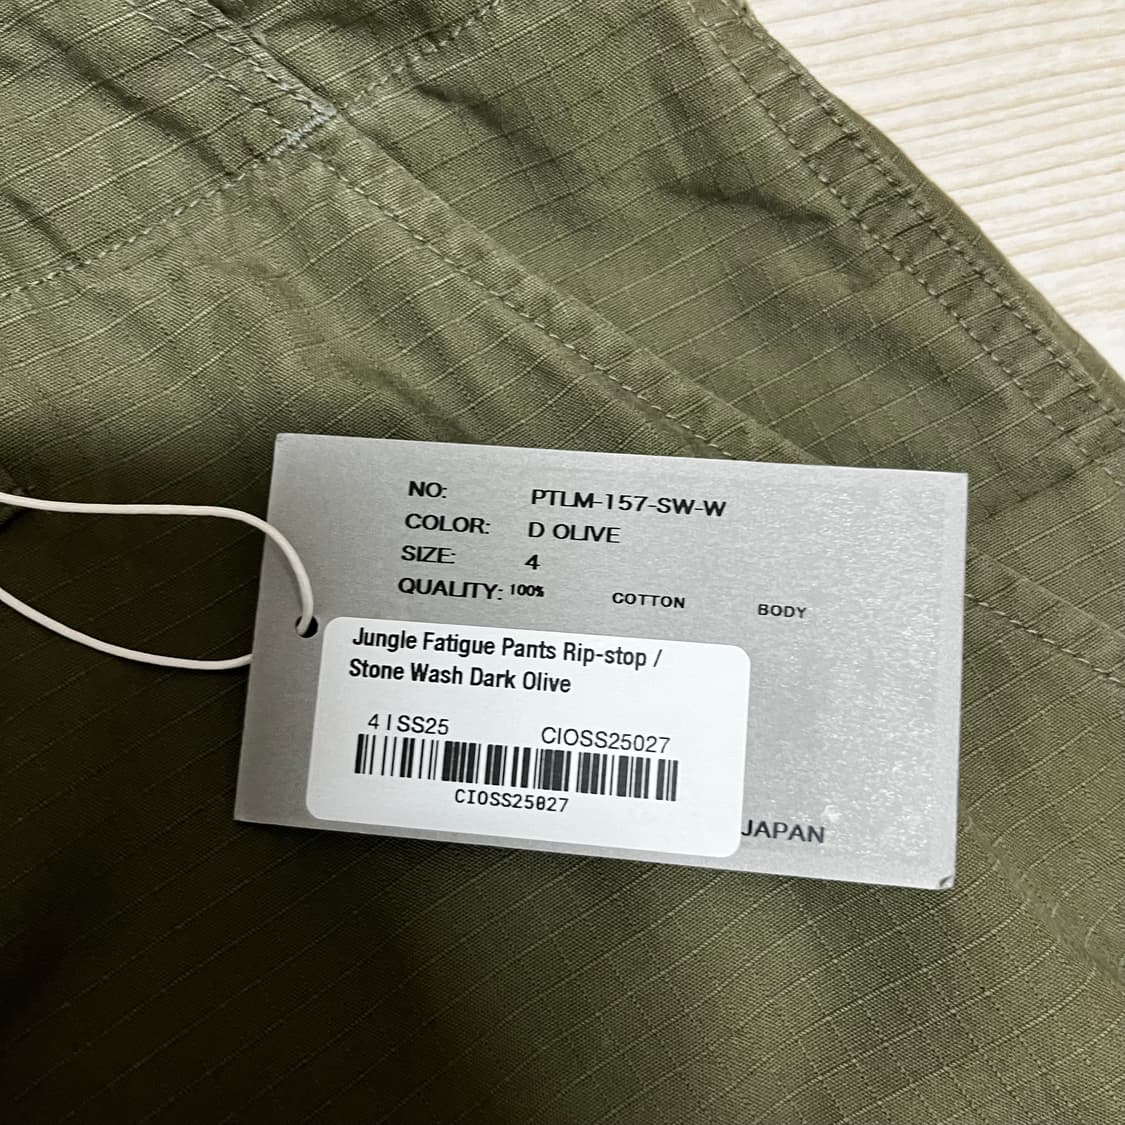 NO: PTLM-157-SW-W
COLOR: D OLIVE
SIZE: 4
QUALITY: 100% COTTON BODY
Jungle Fatigue Pants Rip-stop /
Stone Wash Dark Olive
4 I SS25 CIOSS25027
CIOSS25027
JAPAN